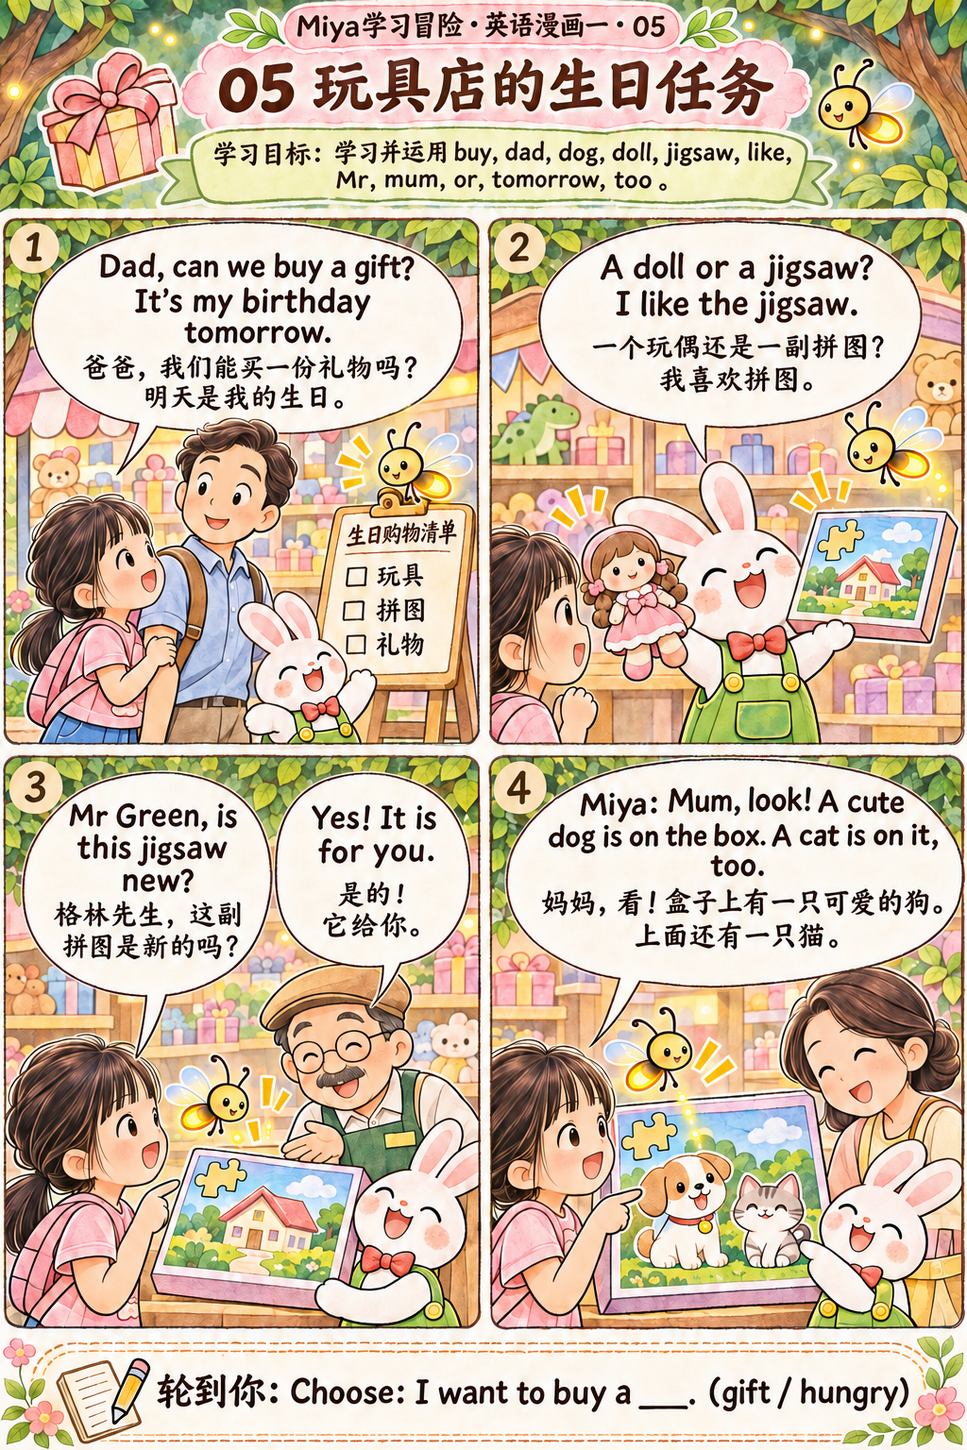 Miya学习冒险·英语漫画一·05
05 玩具店的生日任务
学习目标：学习并运用 buy, dad, dog, doll, jigsaw, like,
Mr, mum, or, tomorrow, too 。
1
Dad, can we buy a gift?
It's my birthday
tomorrow.
爸爸，我们能买一份礼物吗？
明天是我的生日。
生日购物清单
玩具
拼图
礼物
2
A doll or a jigsaw?
I like the jigsaw.
一个玩偶还是一副拼图？
我喜欢拼图。
3
Mr Green, is
this jigsaw
new?
格林先生，这副
拼图是新的吗？
Yes! It is
for you.
是的！
它给你。
4
Miya: Mum, look! A cute
dog is on the box. A cat is on it,
too.
妈妈，看！盒子上有一只可爱的狗。
上面还有一只猫。
轮到你：Choose: I want to buy a ___. (gift / hungry)